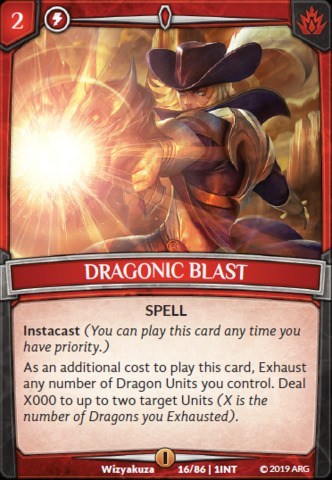 2
DRAGONIC BLAST
SPELL
Instacast (You can play this card any time you
have priority.)
As an additional cost to play this card, Exhaust
any number of Dragon Units you control. Deal
X000 to up to two target Units (X is the
number of Dragons you Exhausted).
I
Wizyakuza 16/86 | 1INT © 2019 ARG